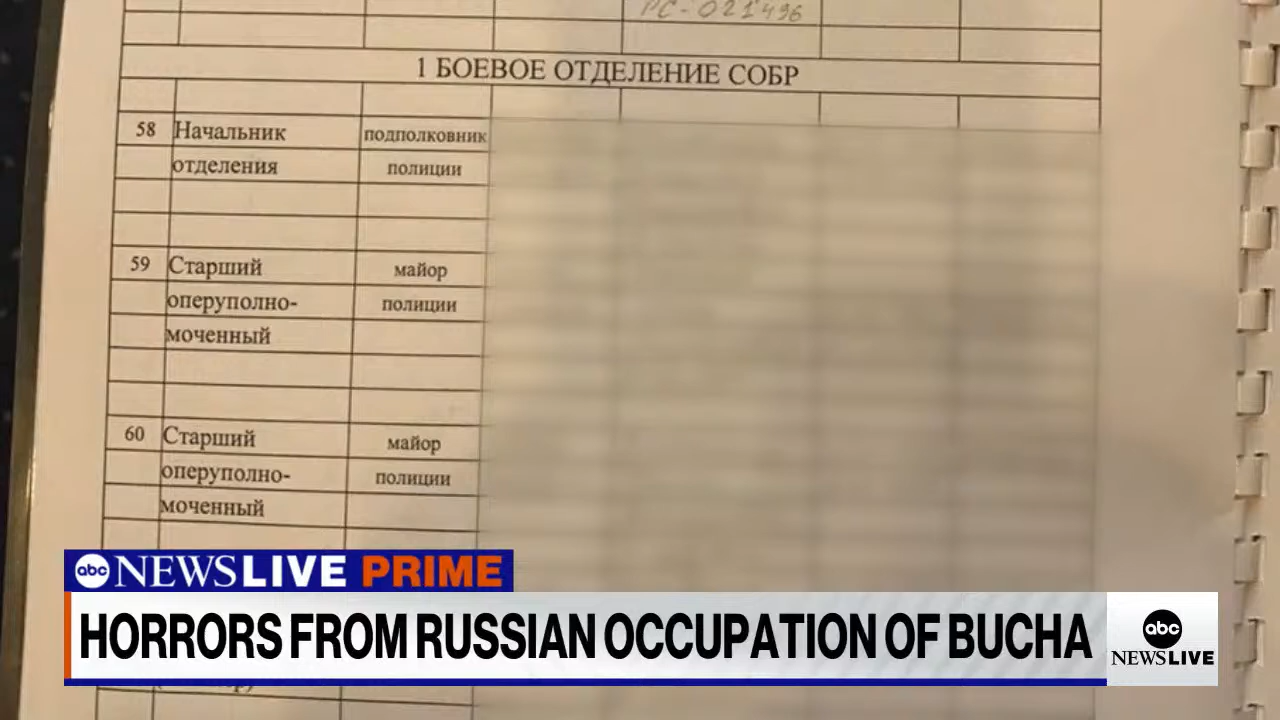 РС-021496
1 БОЕВОЕ ОТДЕЛЕНИЕ СОБР
58 Начальник подполковник
отделения полиции
59 Старший майор
оперуполно- полиции
моченный
60 Старший майор
оперуполно- полиции
моченный
abc NEWS LIVE PRIME
HORRORS FROM RUSSIAN OCCUPATION OF BUCHA
abc
NEWS LIVE